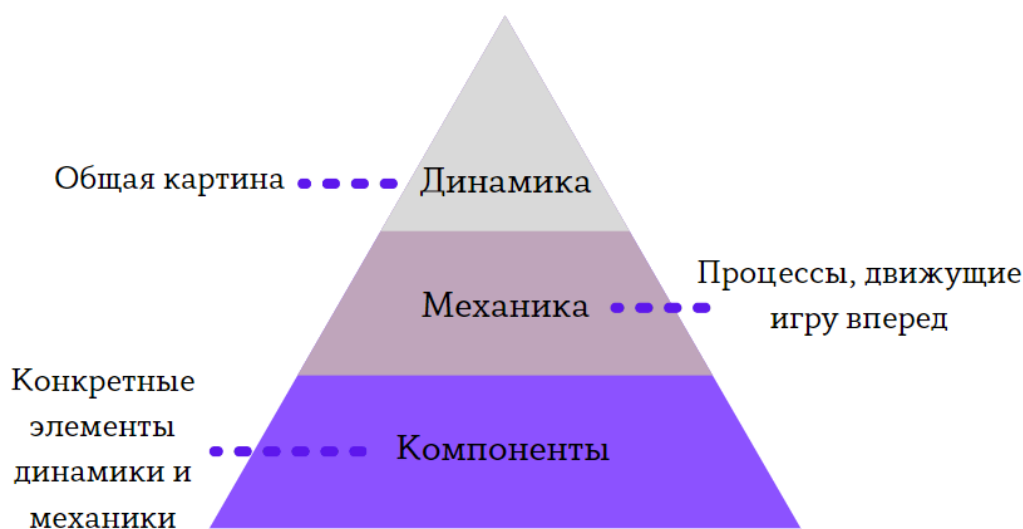 Общая картина
Динамика
Механика
Процессы, движущие
игру вперед
Конкретные
элементы
динамики и
механики
Компоненты